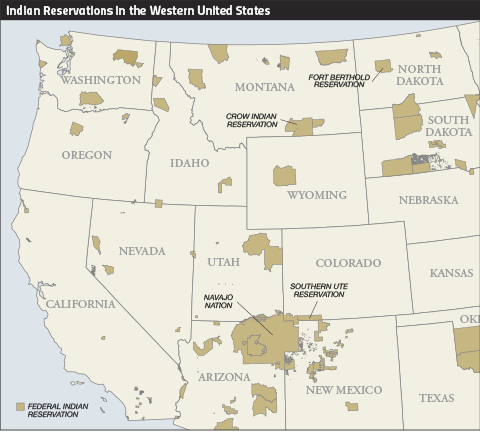 Indian Reservations in the Western United States
WASHINGTON
MONTANA
FORT BERTHOLD
RESERVATION
NORTH
DAKOTA
CROW INDIAN
RESERVATION
SOUTH
DAKOTA
OREGON
IDAHO
WYOMING
NEBRASKA
NEVADA
UTAH
COLORADO
KANSAS
SOUTHERN UTE
RESERVATION
NAVAJO
NATION
CALIFORNIA
OKL
ARIZONA
NEW MEXICO
TEXAS
FEDERAL INDIAN
RESERVATION